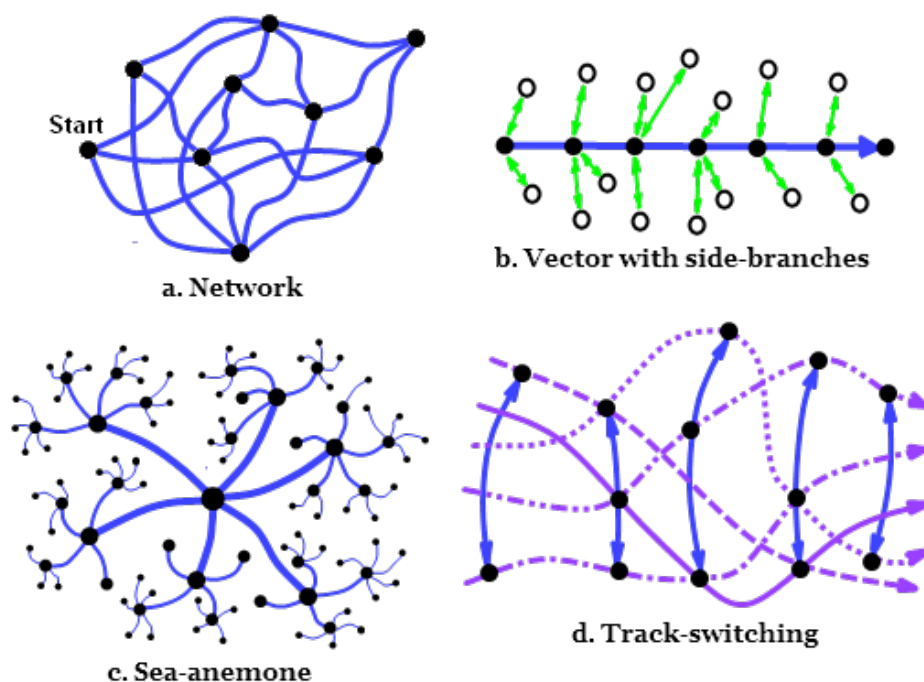 Start
a. Network
b. Vector with side-branches
c. Sea-anemone
d. Track-switching